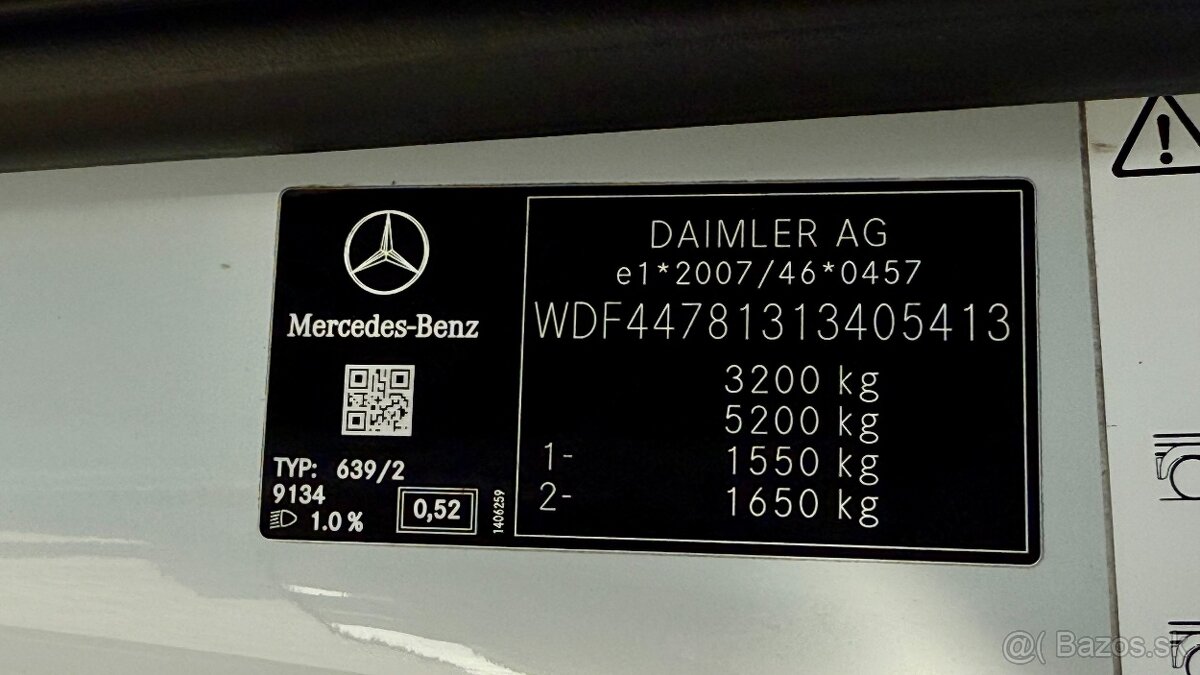 Mercedes-Benz
TYP: 639/2
9134
1.0 %
0,52
1406259
DAIMLER AG
e1*2007/46*0457
WDF44781313405413
3200 kg
5200 kg
1- 1550 kg
2- 1650 kg
@( Bazos.sk